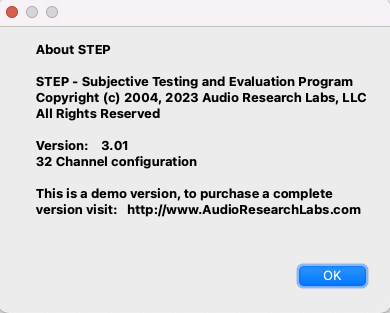 About STEP
STEP - Subjective Testing and Evaluation Program
Copyright (c) 2004, 2023 Audio Research Labs, LLC
All Rights Reserved
Version:    3.01
32 Channel configuration
This is a demo version, to purchase a complete
version visit:   http://www.AudioResearchLabs.com
OK